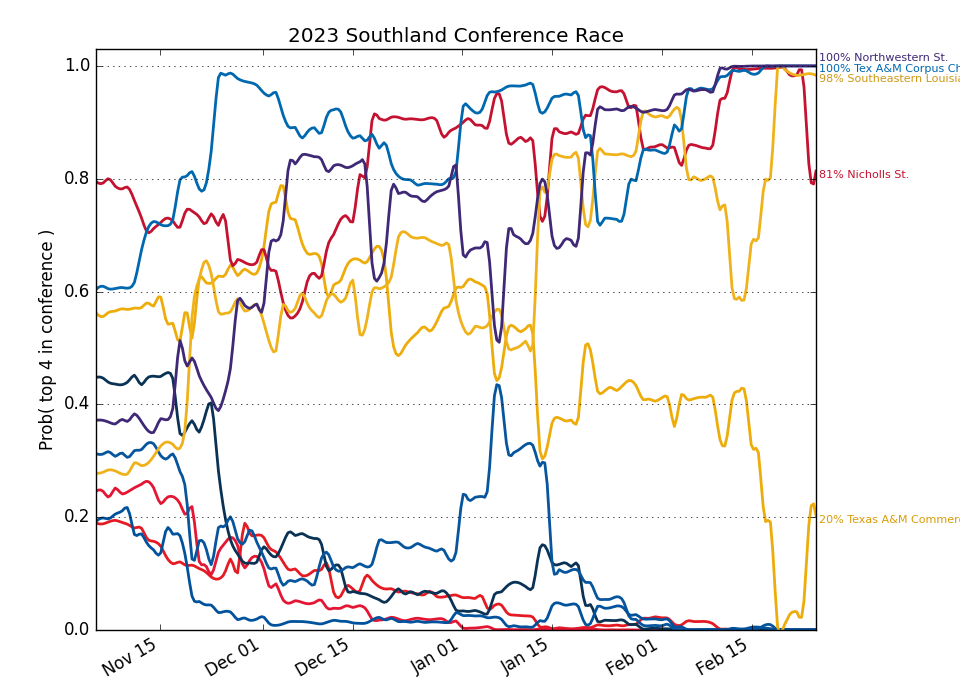 2023 Southland Conference Race
Prob( top 4 in conference )
1.0
0.8
0.6
0.4
0.2
0.0
Nov 15
Dec 01
Dec 15
Jan 01
Jan 15
Feb 01
Feb 15
100% Northwestern St.
100% Tex A&M Corpus Ch
98% Southeastern Louisia
81% Nicholls St.
20% Texas A&M Commerc